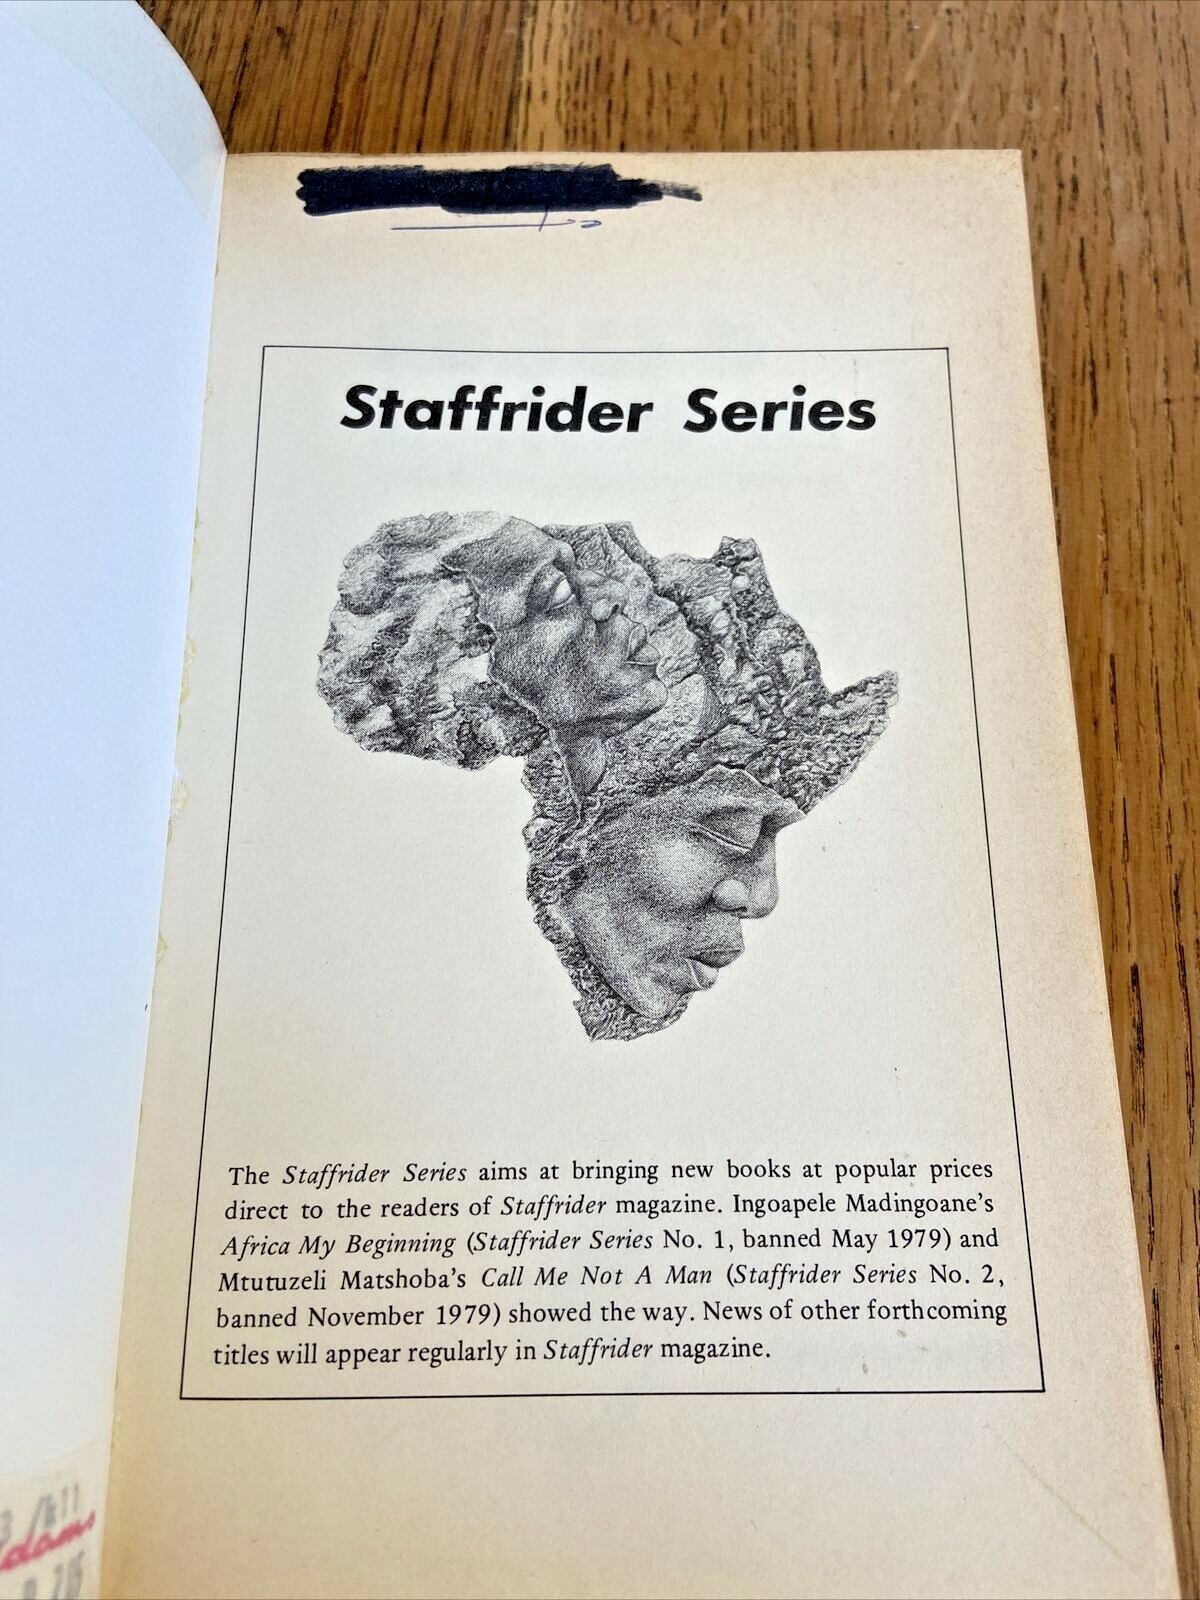 Staffrider Series
The Staffrider Series aims at bringing new books at popular prices
direct to the readers of Staffrider magazine. Ingoapele Madingoane's
Africa My Beginning (Staffrider Series No. 1, banned May 1979) and
Mtutuzeli Matshoba's Call Me Not A Man (Staffrider Series No. 2,
banned November 1979) showed the way. News of other forthcoming
titles will appear regularly in Staffrider magazine.